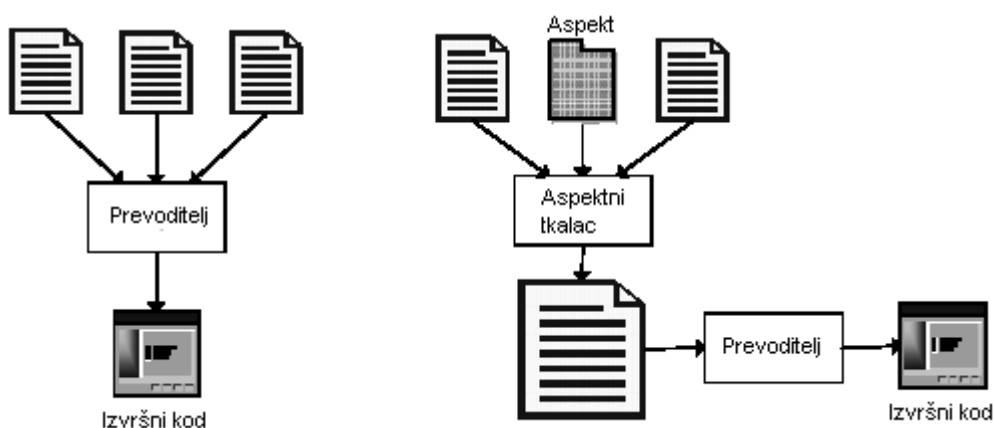 Prevoditelj
Izvršni kod
Aspekt
Aspektni
tkalac
Prevoditelj
Izvršni kod